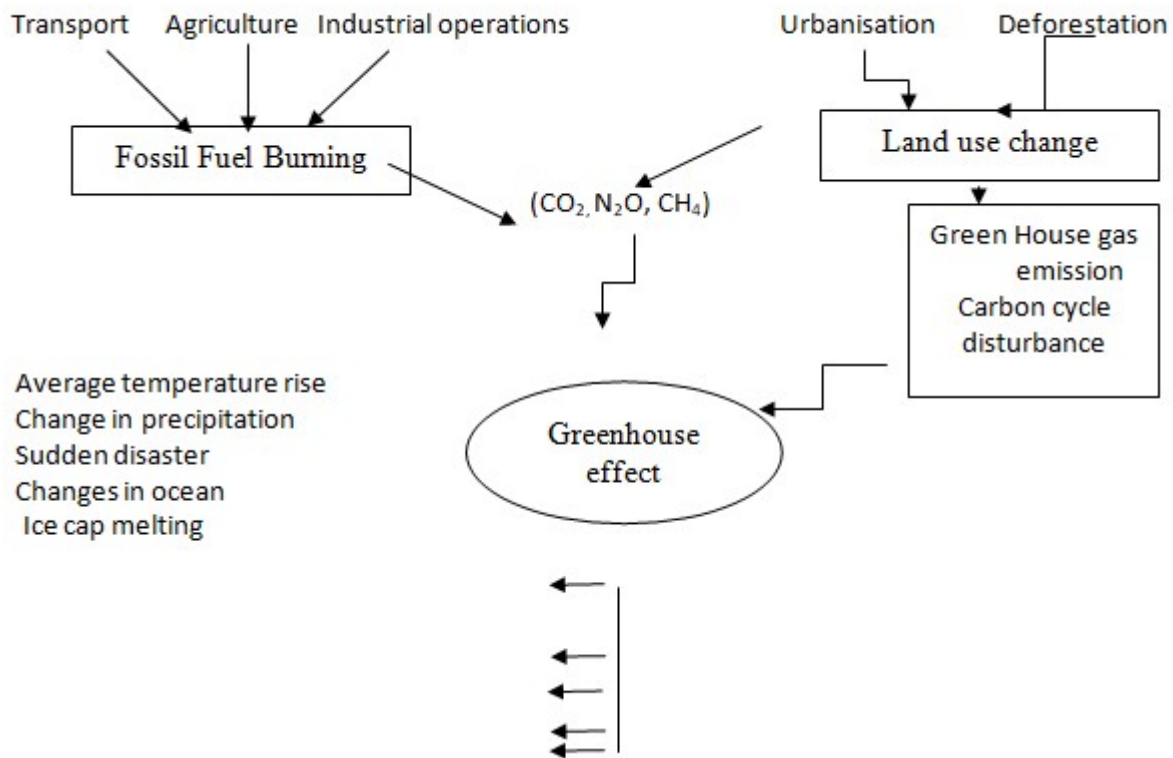 Transport Agriculture Industrial operations Urbanisation Deforestation
Fossil Fuel Burning
Land use change
(CO₂, N₂O, CH₄)
Green House gas
emission
Carbon cycle
disturbance
Average temperature rise
Change in precipitation
Sudden disaster
Changes in ocean
Ice cap melting
Greenhouse
effect